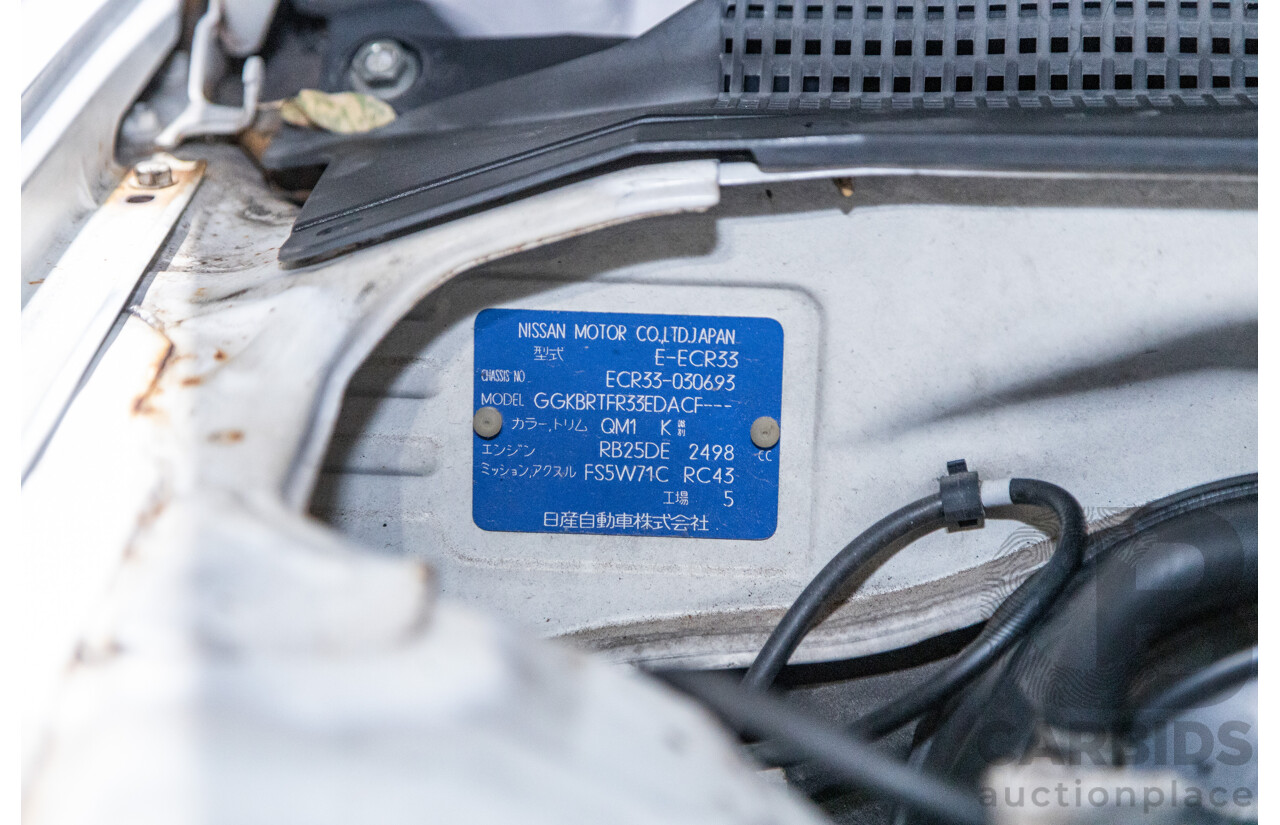 NISSAN MOTOR CO.,LTD.JAPAN
型式 E-ECR33
CHASSIS NO ECR33-030693
MODEL GGKBRTFR33EDACF---
カラー,トリム QM1 K
エンジン RB25DE 2498 CC
ミッション,アクスル FS5W71C RC43
工場 5
日産自動車株式会社
CARBIDS
auctionplace